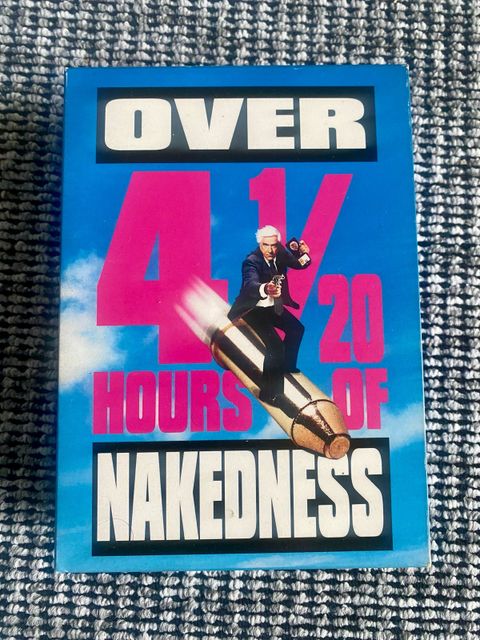 OVER
4 1/20
HOURS OF
NAKEDNESS